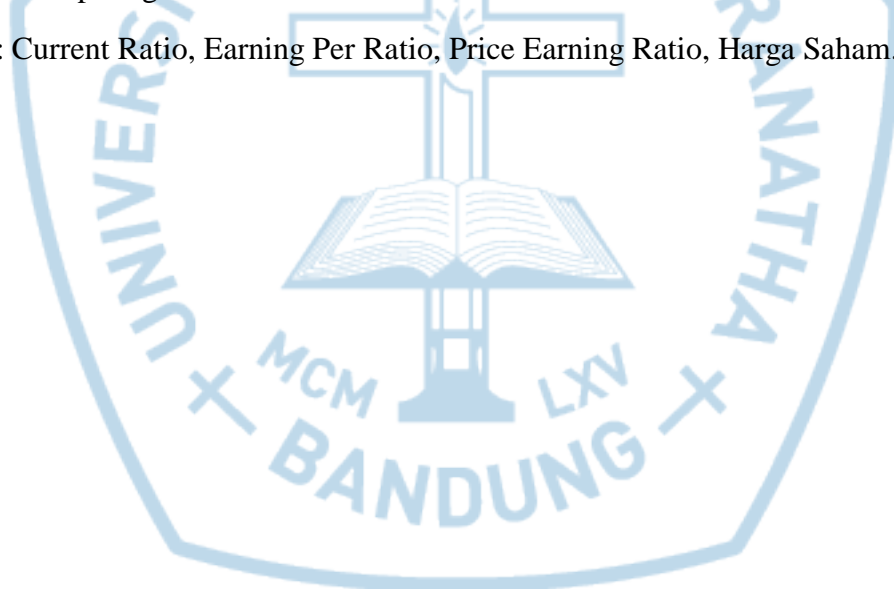 : Current Ratio, Earning Per Ratio, Price Earning Ratio, Harga Saham.
MCM LXV
BANDUNG